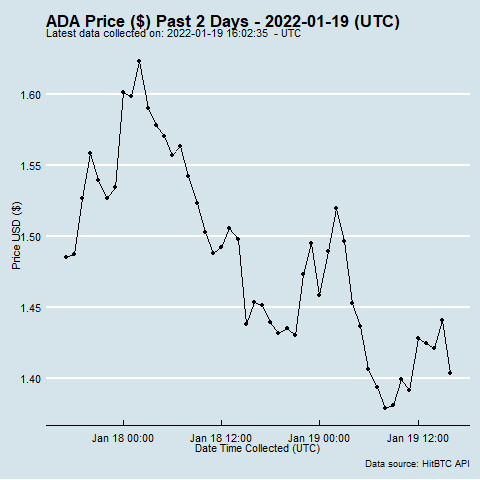 ADA Price ($) Past 2 Days - 2022-01-19 (UTC)
Latest data collected on: 2022-01-19 16:02:35  - UTC
1.60
1.55
1.50
1.45
1.40
Price USD ($)
Jan 18 00:00
Jan 18 12:00
Jan 19 00:00
Jan 19 12:00
Date Time Collected (UTC)
Data source: HitBTC API